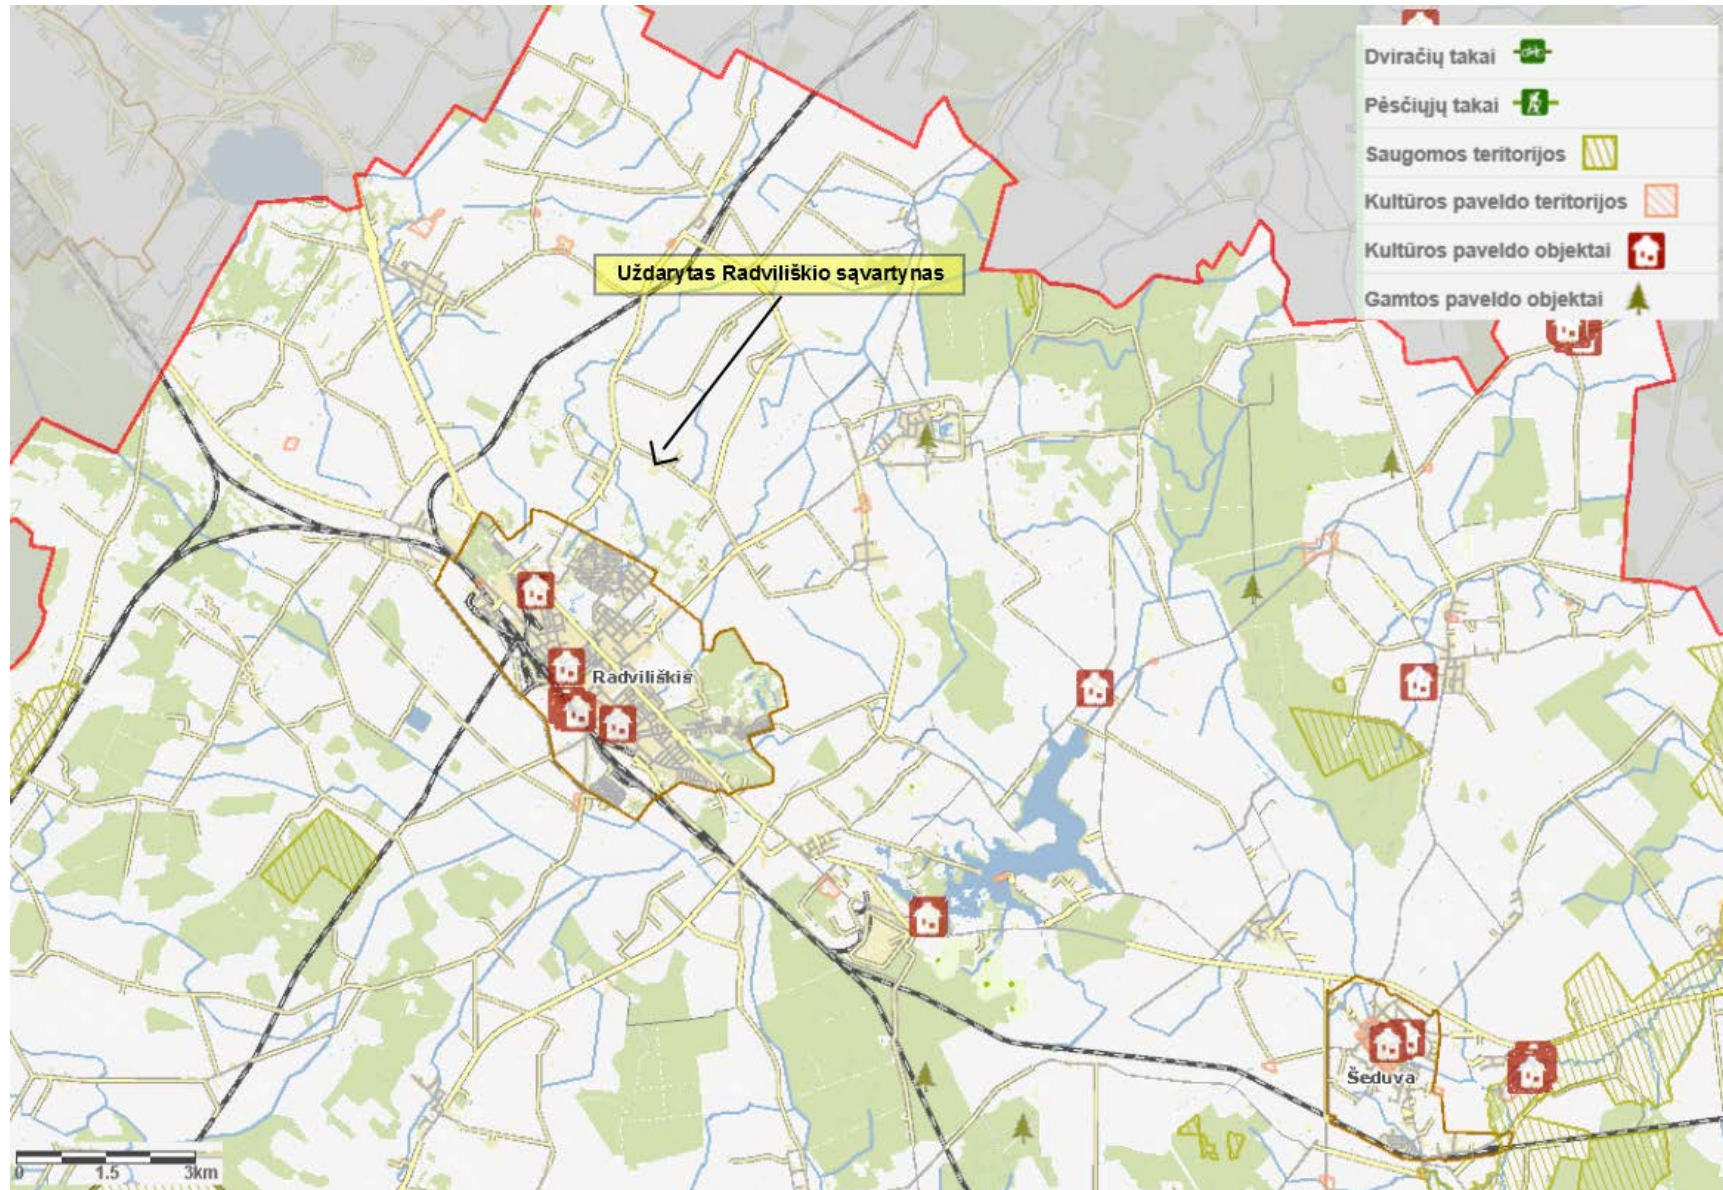 Dviračių takai
Pėsčiųjų takai
Saugomos teritorijos
Kultūros paveldo teritorijos
Kultūros paveldo objektai
Gamtos paveldo objektai
Uždarytas Radviliškio sąvartynas
Radviliškis
Šeduva
0 1.5 3km